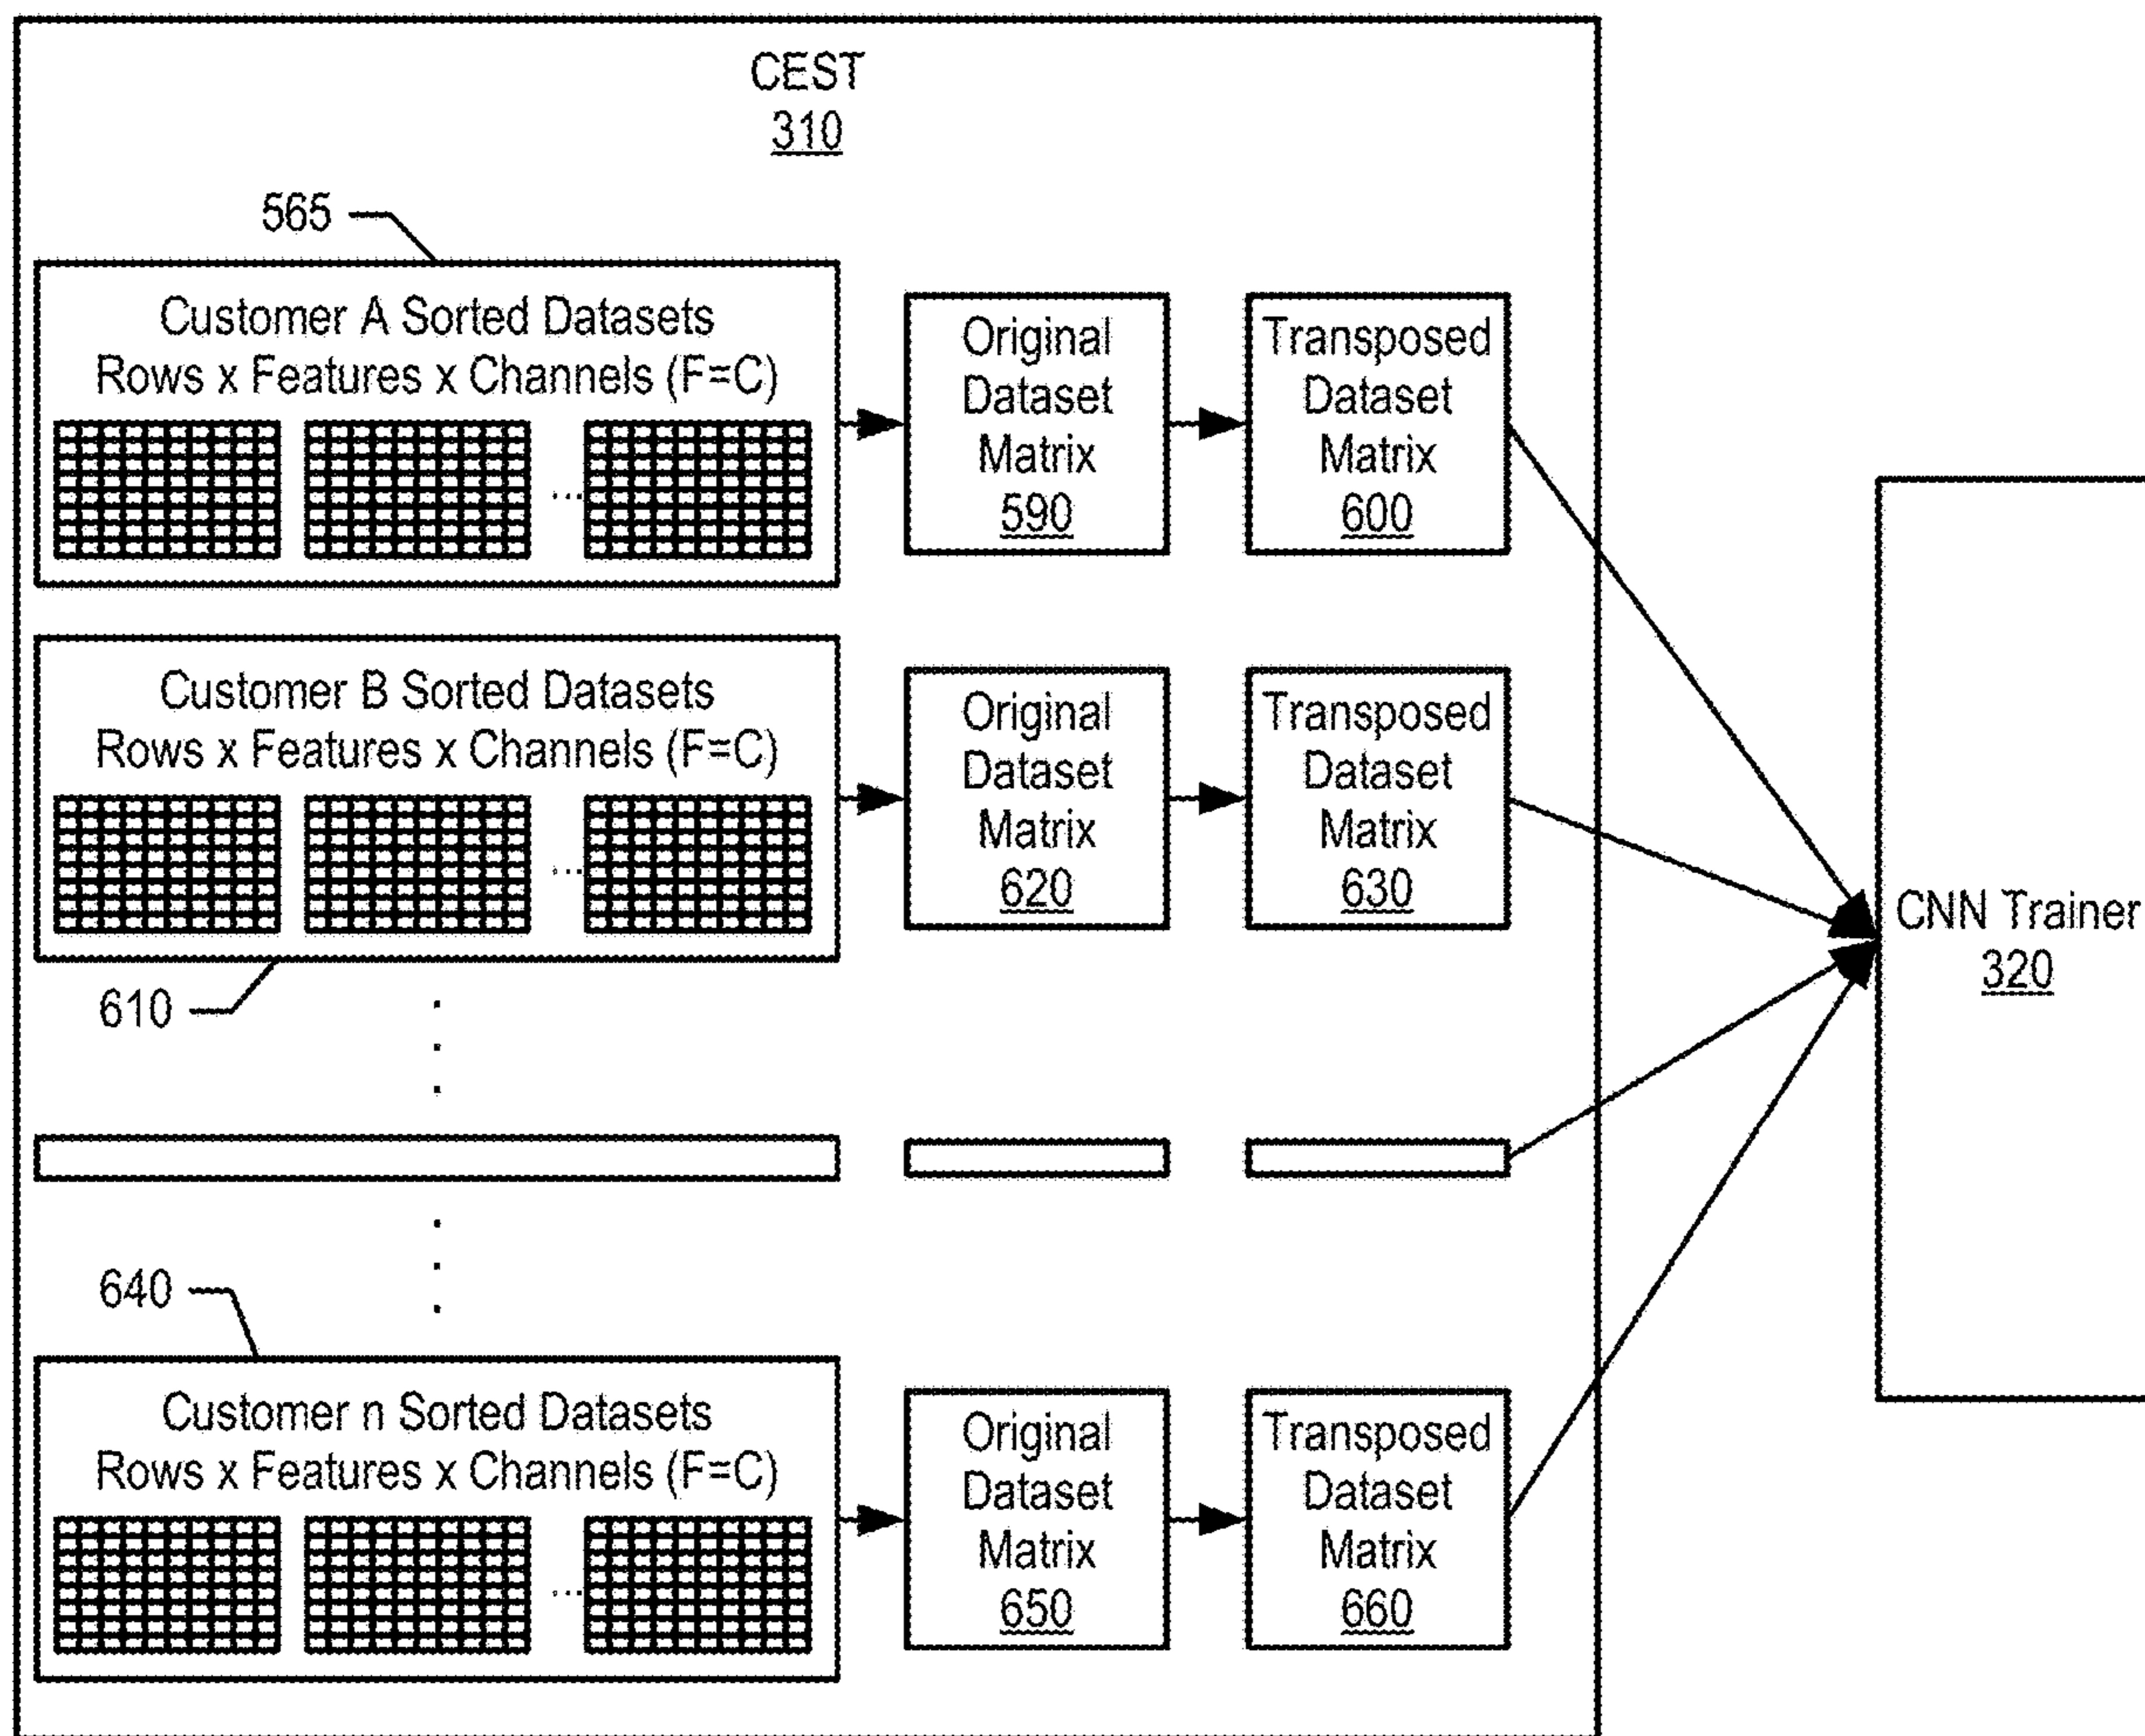 CEST
310
565
Customer A Sorted Datasets
Rows x Features x Channels (F=C)
...
Original
Dataset
Matrix
590
Transposed
Dataset
Matrix
600
Customer B Sorted Datasets
Rows x Features x Channels (F=C)
...
Original
Dataset
Matrix
620
Transposed
Dataset
Matrix
630
610
CNN Trainer
320
640
Customer n Sorted Datasets
Rows x Features x Channels (F=C)
...
Original
Dataset
Matrix
650
Transposed
Dataset
Matrix
660